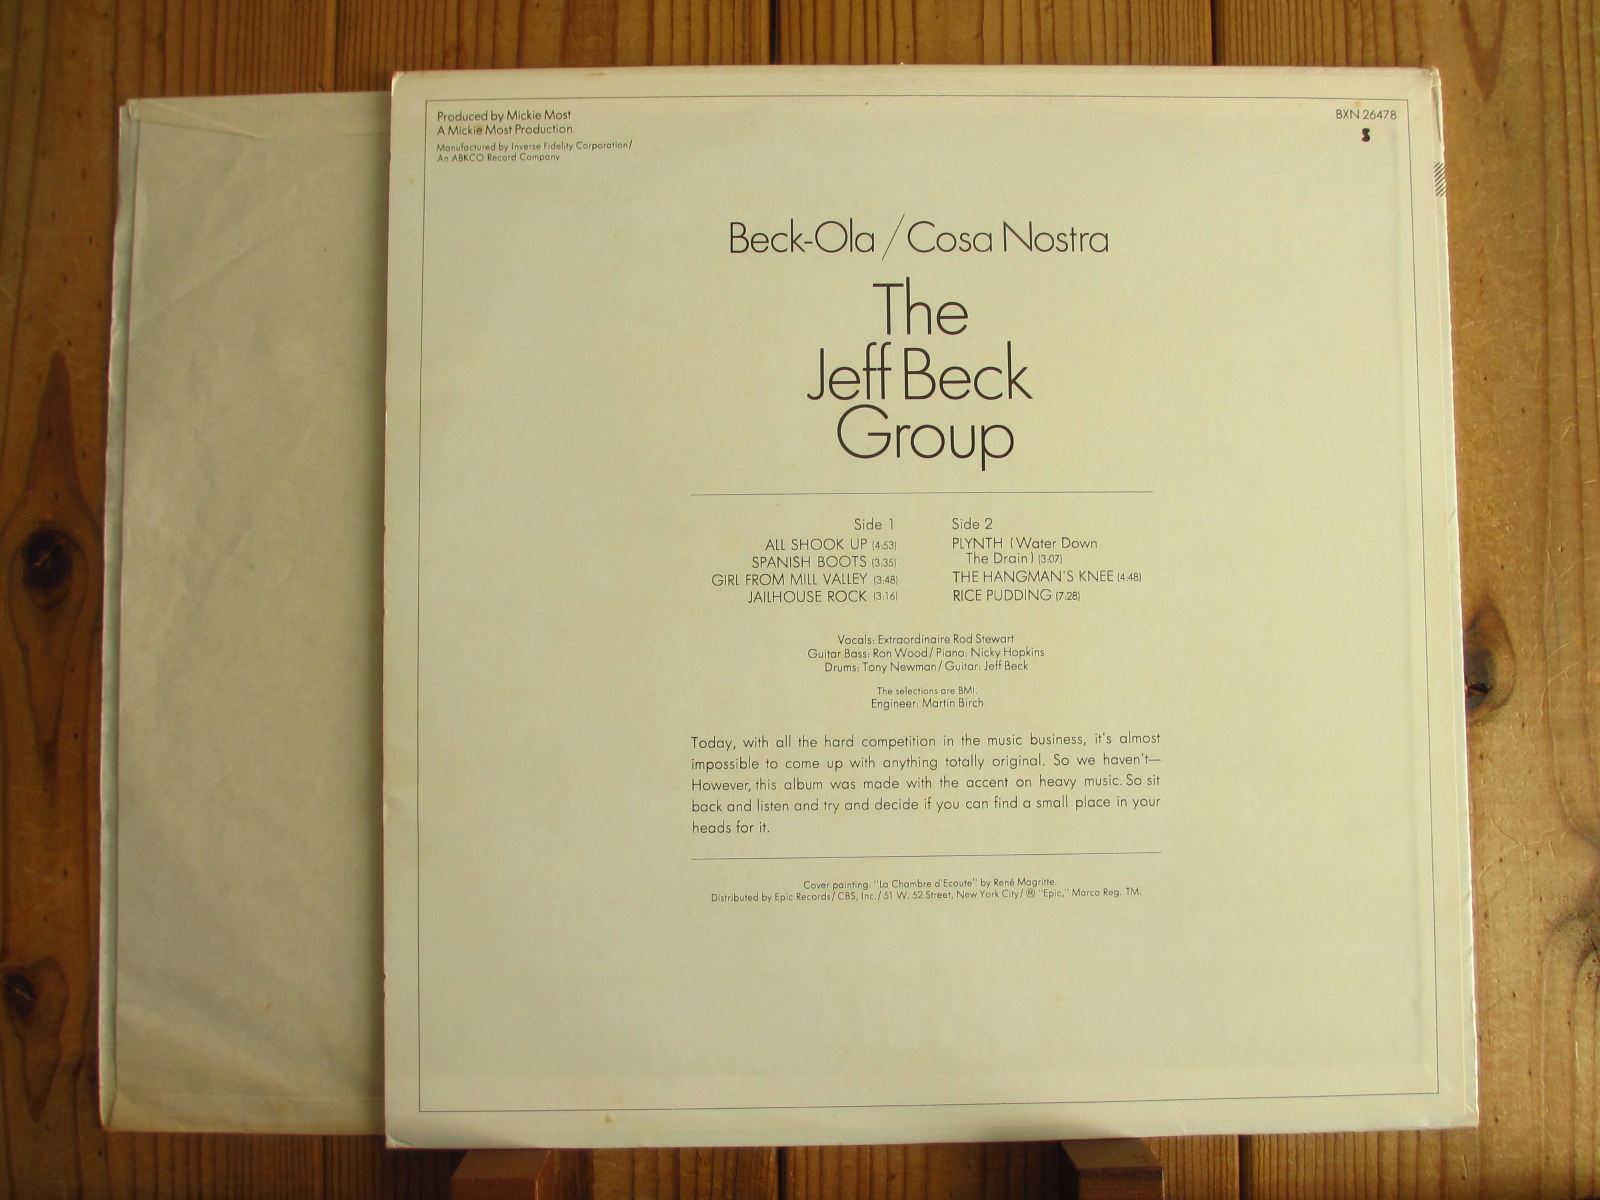 Produced by Mickie Most
A Mickie Most Production
Manufactured by Inverse Fidelity Corporation/
An ABKCO Record Company
BXN 26478
S
Beck-Ola/Cosa Nostra
The
Jeff Beck
Group
Side 1
ALL SHOOK UP (4:53)
SPANISH BOOTS (3:35)
GIRL FROM MILL VALLEY (3:48)
JAILHOUSE ROCK (3:16)
Side 2
PLYNTH (Water Down
The Drain) (3:07)
THE HANGMAN'S KNEE (4:48)
RICE PUDDING (7:28)
Vocals: Extraordinaire Rod Stewart
Guitar Bass: Ron Wood/Piano: Nicky Hopkins
Drums: Tony Newman/Guitar: Jeff Beck
The selections are BMI.
Engineer: Martin Birch
Today, with all the hard competition in the music business, it's almost
impossible to come up with anything totally original. So we haven't—
However, this album was made with the accent on heavy music. So sit
back and listen and try and decide if you can find a small place in your
heads for it.
Cover painting: "La Chambre d'Ecoute" by René Magritte.
Distributed by Epic Records/CBS, Inc./51 W. 52 Street, New York City/® "Epic," Marca Reg. TM.